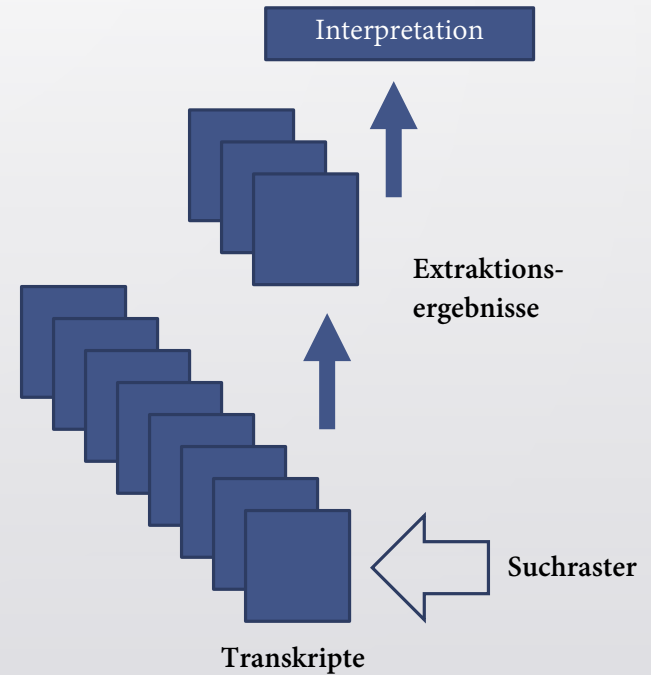 Interpretation
Extraktions-
ergebnisse
Suchraster
Transkripte